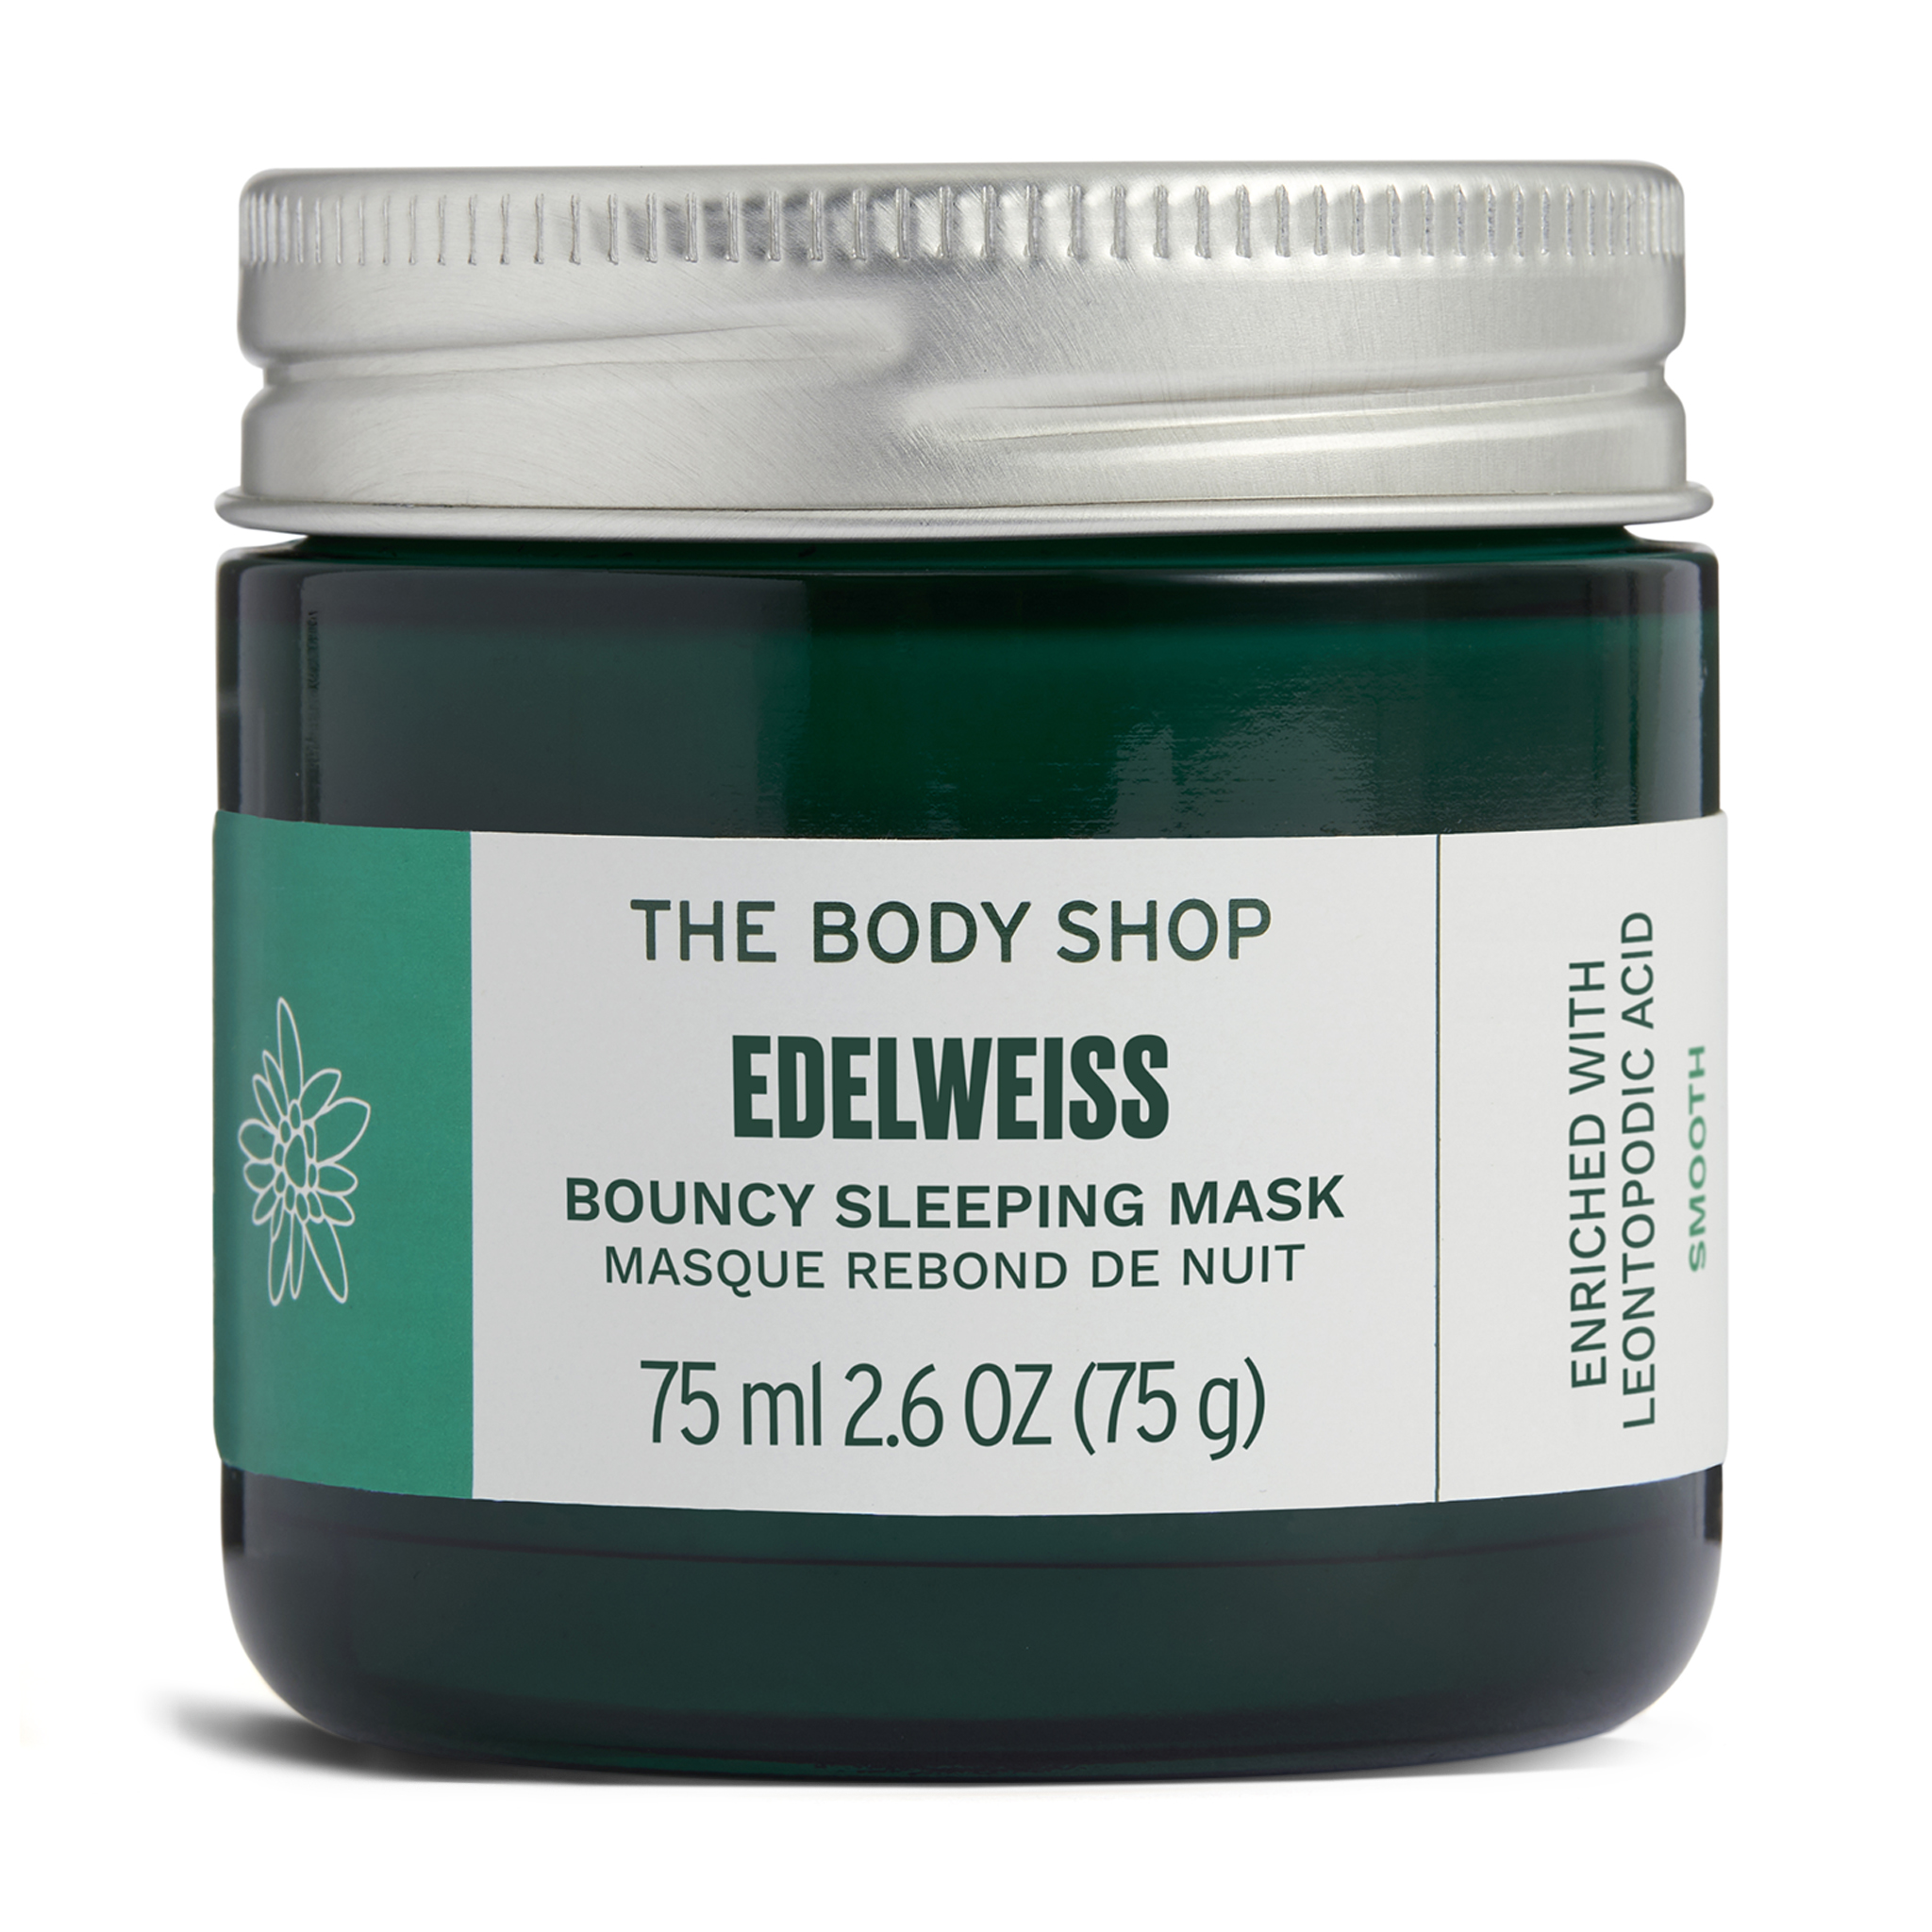 THE BODY SHOP
EDELWEISS
BOUNCY SLEEPING MASK
MASQUE REBOND DE NUIT
75 ml 2.6 OZ (75 g)
ENRICHED WITH
LEONTOPODIC ACID
SMOOTH